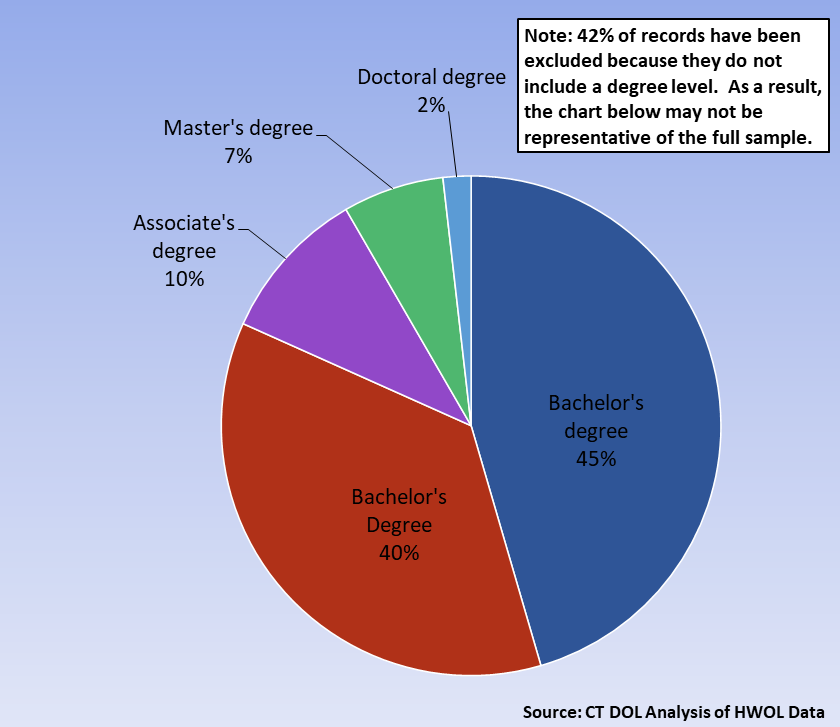 Note: 42% of records have been
excluded because they do not
include a degree level.  As a result,
the chart below may not be
representative of the full sample.
Doctoral degree
2%
Master's degree
7%
Associate's
degree
10%
Bachelor's
degree
45%
Bachelor's
Degree
40%
Source: CT DOL Analysis of HWOL Data